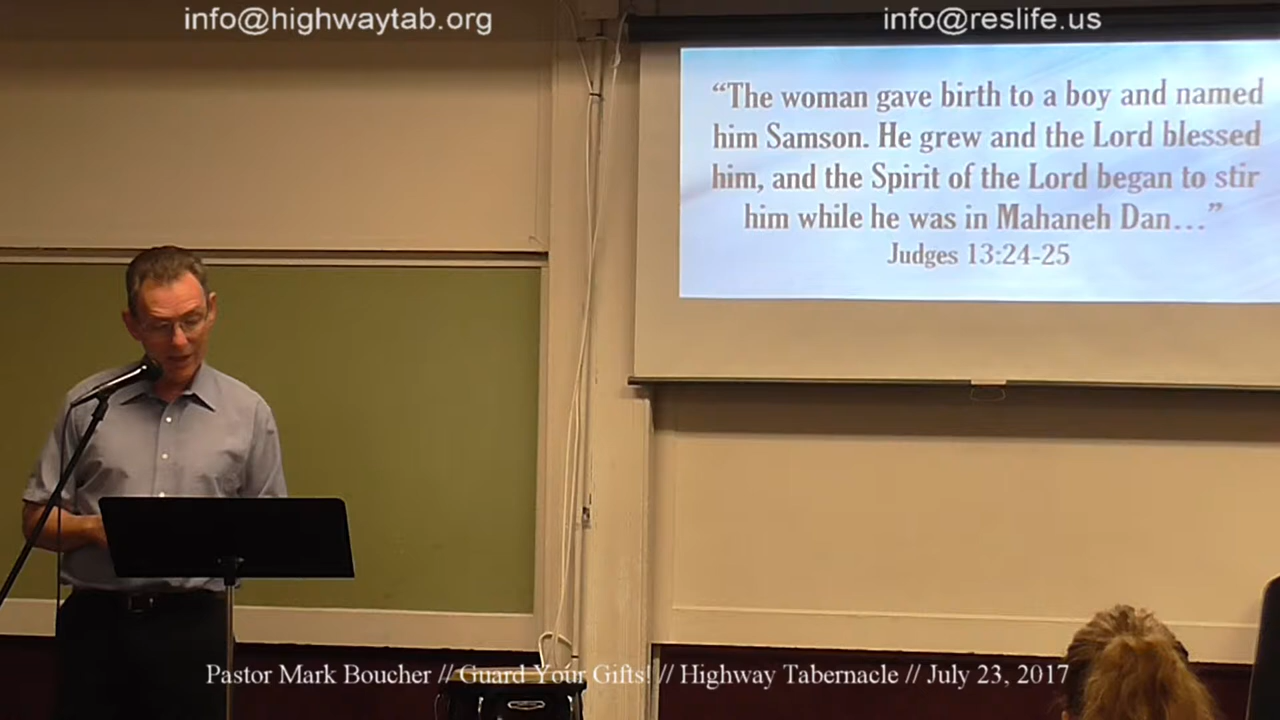 info@highwaytab.org
info@reslife.us
“The woman gave birth to a boy and named
him Samson. He grew and the Lord blessed
him, and the Spirit of the Lord began to stir
him while he was in Mahaneh Dan…”
Judges 13:24-25
Pastor Mark Boucher // Guard Your Gifts! // Highway Tabernacle // July 23, 2017